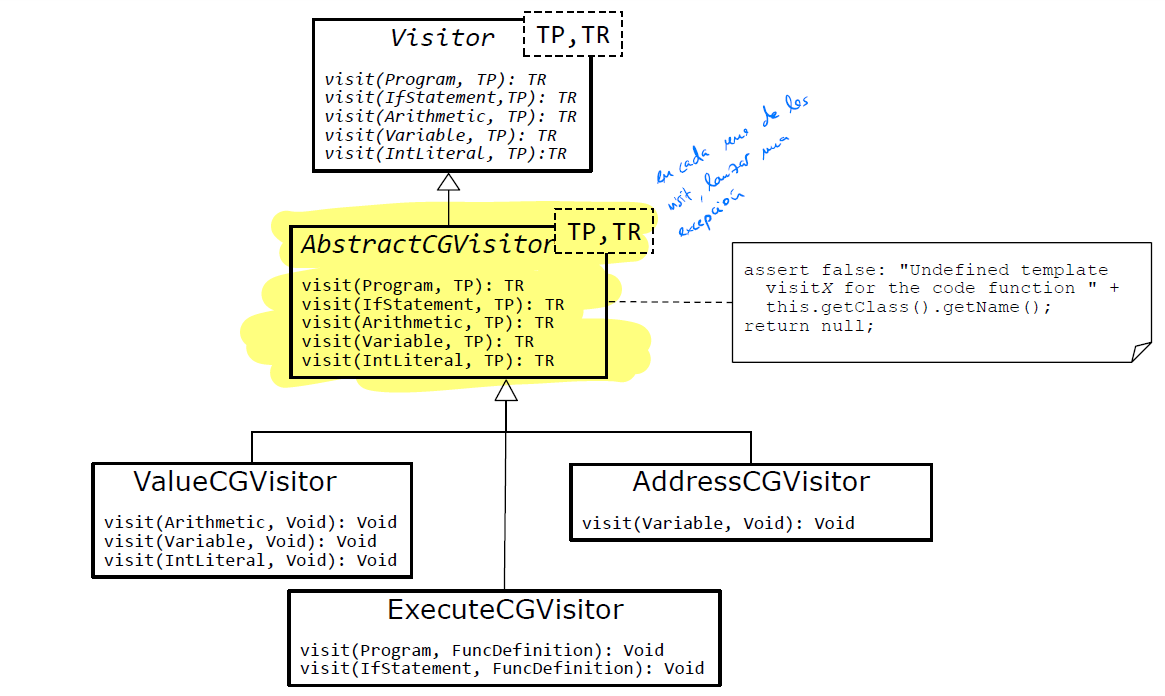 Visitor
TP,TR
visit(Program, TP): TR
visit(IfStatement,TP): TR
visit(Arithmetic, TP): TR
visit(Variable, TP): TR
visit(IntLiteral, TP):TR
en cada uno de los
visit, lanzar una
excepción
AbstractCGVisitor
TP,TR
visit(Program, TP): TR
visit(IfStatement, TP): TR
visit(Arithmetic, TP): TR
visit(Variable, TP): TR
visit(IntLiteral, TP): TR
assert false: "Undefined template
visitX for the code function " +
this.getClass().getName();
return null;
ValueCGVisitor
visit(Arithmetic, Void): Void
visit(Variable, Void): Void
visit(IntLiteral, Void): Void
AddressCGVisitor
visit(Variable, Void): Void
ExecuteCGVisitor
visit(Program, FuncDefinition): Void
visit(IfStatement, FuncDefinition): Void